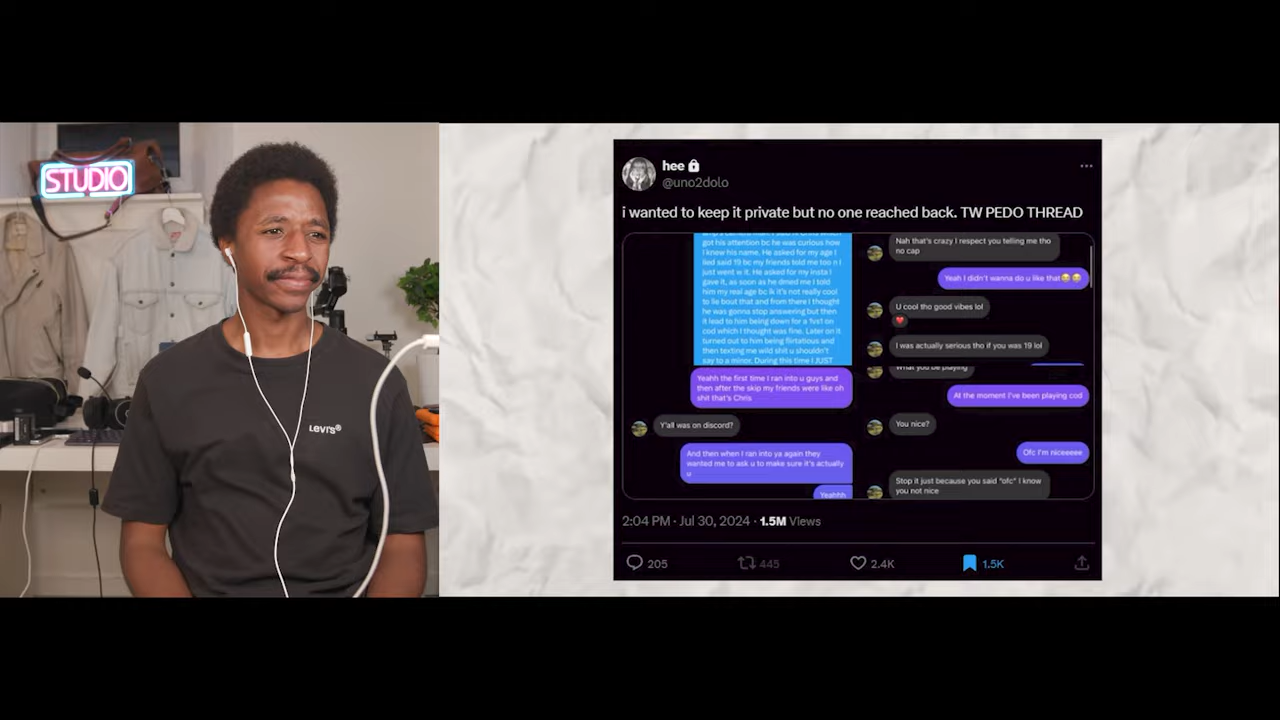 STUDIO
Levi's®
hee
@uno2dolo
i wanted to keep it private but no one reached back. TW PEDO THREAD
got his attention bc he was curious how
I knew his name. He asked for my age I
lied said 19 bc my friends told me too n I
just went w it. He asked for my insta I
gave it, as soon as he dmed me I told
him my real age bc ik it's not really cool
to lie bout that and from there I thought
he was gonna stop answering but then
it lead to him being down for a 1vs1 on
cod which I thought was fine. Later on it
turned out to him being flirtatious and
then texting me wild shit u shouldn't
say to a minor. During this time I JUST
Yeahh the first time I ran into u guys and
then after the skip my friends were like oh
shit that's Chris
Y'all was on discord?
And then when I ran into ya again they
wanted me to ask u to make sure it's actually
u
Yeahhh
Nah that's crazy I respect you telling me tho
no cap
Yeah I didn't wanna do u like that😂😂
U cool tho good vibes lol
I was actually serious tho if you was 19 lol
What you be playing
At the moment I've been playing cod
You nice?
Ofc I'm niceeeee
Stop it just because you said "ofc" I know
you not nice
2:04 PM · Jul 30, 2024 · 1.5M Views
205
445
2.4K
1.5K